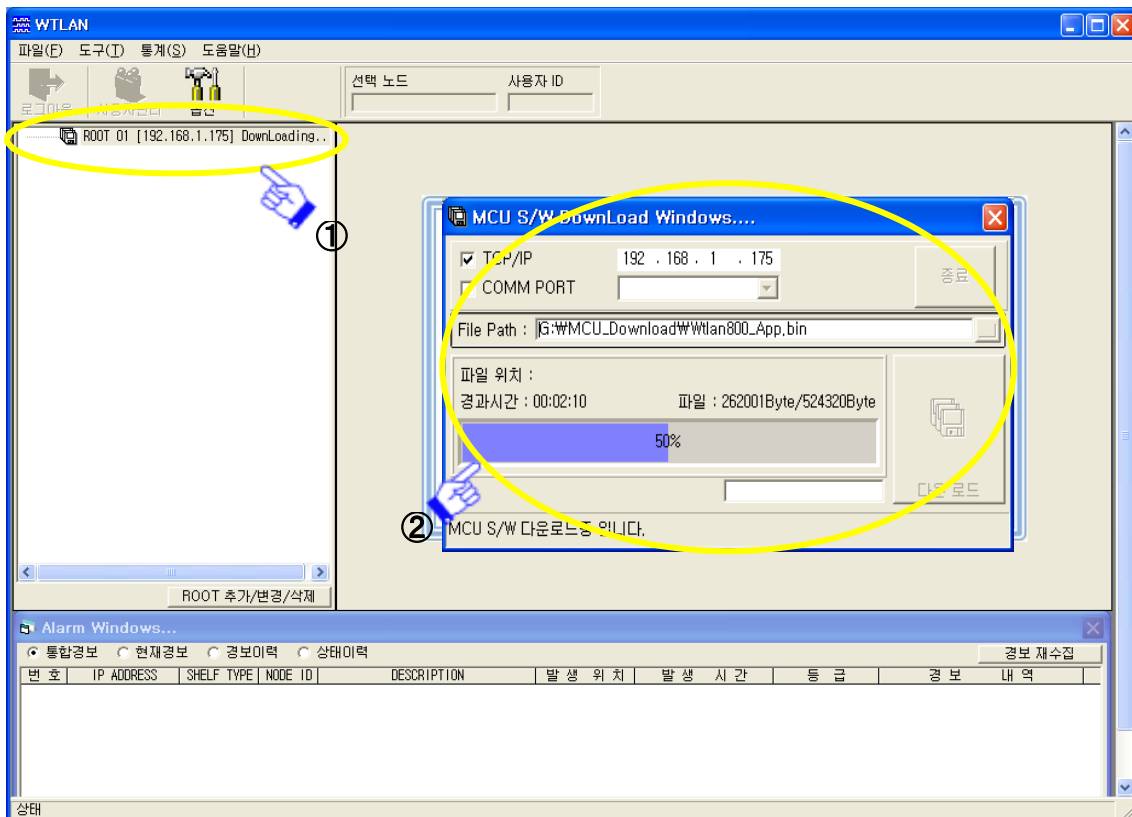 WTLAN
파일(F) 도구(T) 통계(S) 도움말(H)
로그아웃 사용자관리 옵션
선택 노드 사용자 ID
ROOT 01 [192.168.1.175] DownLoading..
①
MCU S/W DownLoad Windows....
TCP/IP 192 . 168 . 1 . 175
COMM PORT
종료
File Path : G:₩MCU_Download₩Wtlan800_App.bin
파일 위치 :
경과시간 : 00:02:10 파일 : 262001Byte/524320Byte
50%
다운로드
②
MCU S/W 다운로드중 입니다.
ROOT 추가/변경/삭제
Alarm Windows...
통합경보 현재경보 경보이력 상태이력
경보 재수집
번 호 IP ADDRESS SHELF TYPE NODE ID DESCRIPTION 발 생 위 치 발 생 시 간 등 급 경 보 내 역
상태